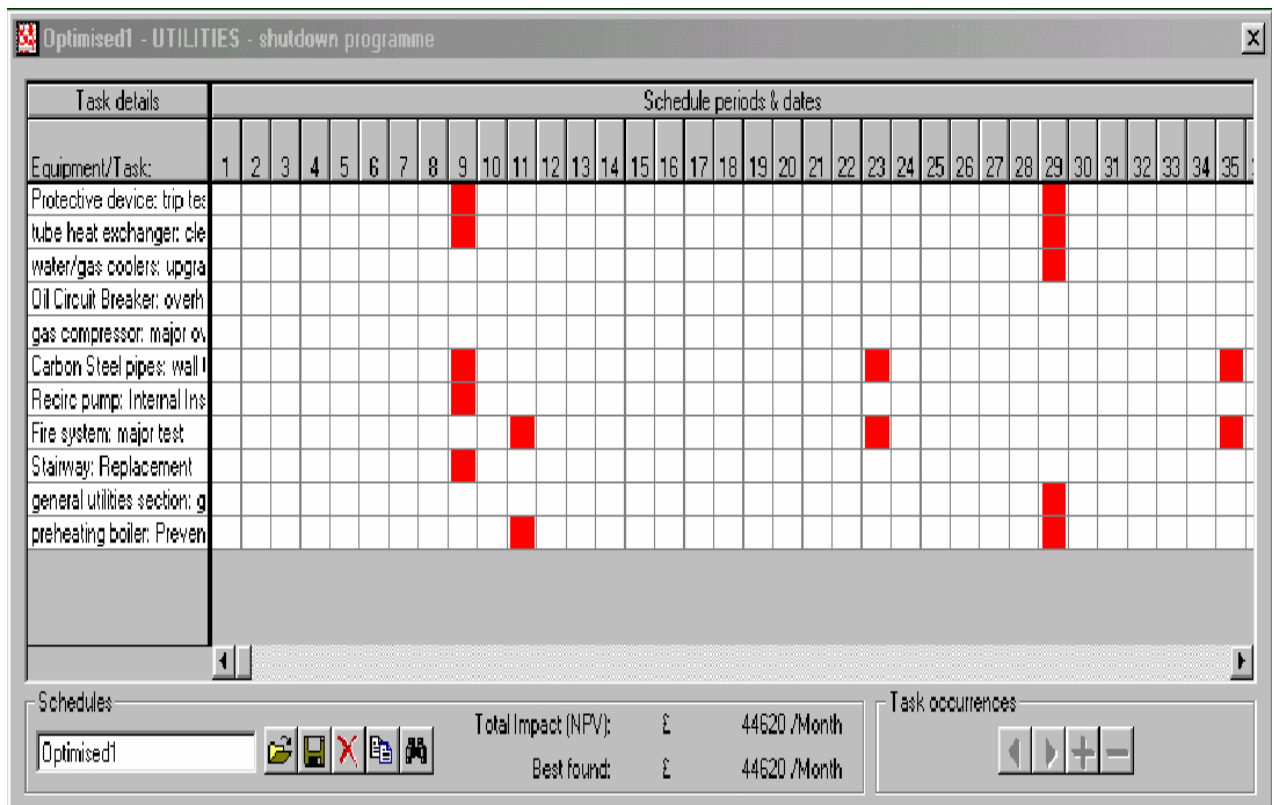 Optimised1 - UTILITIES - shutdown programme
Task details Schedule periods & dates
Equipment/Task: 1 2 3 4 5 6 7 8 9 10 11 12 13 14 15 16 17 18 19 20 21 22 23 24 25 26 27 28 29 30 31 32 33 34 35
Protective device: trip tes
tube heat exchanger: cle
water/gas coolers: upgra
Oil Circuit Breaker: overh
gas compressor: major ov
Carbon Steel pipes: wall t
Recirc pump: Internal Ins
Fire system: major test
Stairway: Replacement
general utilities section: g
preheating boiler: Preven
Schedules
Optimised1
Total Impact (NPV): £ 44620 /Month
Best found: £ 44620 /Month
Task occurrences